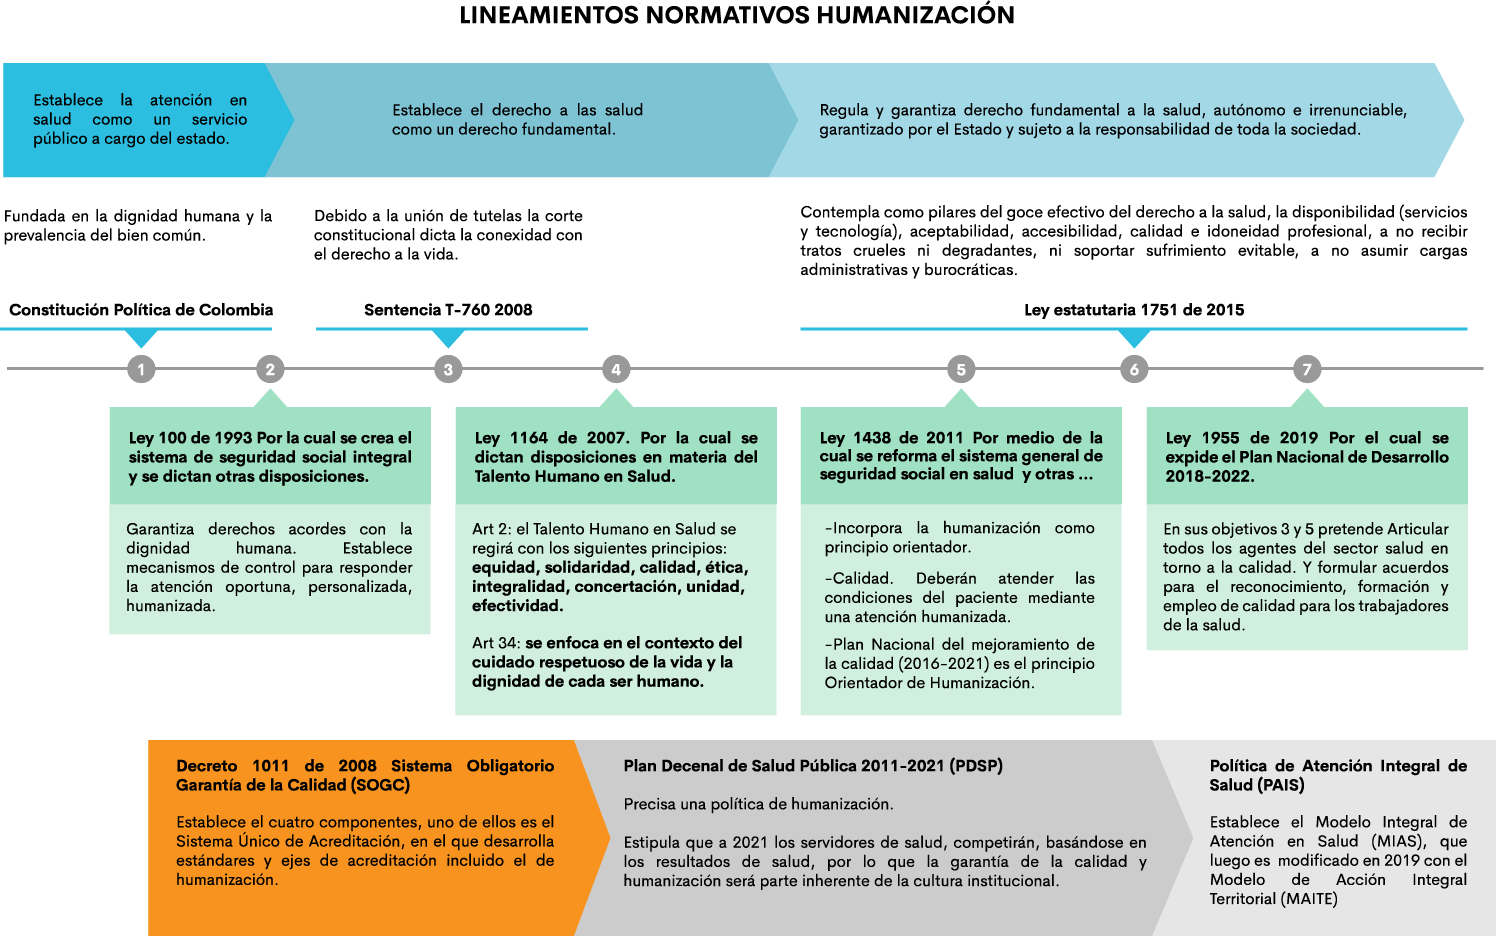 LINEAMIENTOS NORMATIVOS HUMANIZACIÓN
Establece la atención en
salud como un servicio
público a cargo del estado.
Establece el derecho a las salud
como un derecho fundamental.
Regula y garantiza derecho fundamental a la salud, autónomo e irrenunciable,
garantizado por el Estado y sujeto a la responsabilidad de toda la sociedad.
Fundada en la dignidad humana y la
prevalencia del bien común.
Debido a la unión de tutelas la corte
constitucional dicta la conexidad con
el derecho a la vida.
Contempla como pilares del goce efectivo del derecho a la salud, la disponibilidad (servicios
y tecnología), aceptabilidad, accesibilidad, calidad e idoneidad profesional, a no recibir
tratos crueles ni degradantes, ni soportar sufrimiento evitable, a no asumir cargas
administrativas y burocráticas.
Constitución Política de Colombia
Sentencia T-760 2008
Ley estatutaria 1751 de 2015
1
2
3
4
5
6
7
Ley 100 de 1993 Por la cual se crea el
sistema de seguridad social integral
y se dictan otras disposiciones.
Garantiza derechos acordes con la
dignidad humana. Establece
mecanismos de control para responder
la atención oportuna, personalizada,
humanizada.
Ley 1164 de 2007. Por la cual se
dictan disposiciones en materia del
Talento Humano en Salud.
Art 2: el Talento Humano en Salud se
regirá con los siguientes principios:
equidad, solidaridad, calidad, ética,
integralidad, concertación, unidad,
efectividad.
Art 34: se enfoca en el contexto del
cuidado respetuoso de la vida y la
dignidad de cada ser humano.
Ley 1438 de 2011 Por medio de la
cual se reforma el sistema general de
seguridad social en salud y otras ...
-Incorpora la humanización como
principio orientador.
-Calidad. Deberán atender las
condiciones del paciente mediante
una atención humanizada.
-Plan Nacional del mejoramiento de
la calidad (2016-2021) es el principio
Orientador de Humanización.
Ley 1955 de 2019 Por el cual se
expide el Plan Nacional de Desarrollo
2018-2022.
En sus objetivos 3 y 5 pretende Articular
todos los agentes del sector salud en
torno a la calidad. Y formular acuerdos
para el reconocimiento, formación y
empleo de calidad para los trabajadores
de la salud.
Decreto 1011 de 2008 Sistema Obligatorio
Garantía de la Calidad (SOGC)
Establece el cuatro componentes, uno de ellos es el
Sistema Único de Acreditación, en el que desarrolla
estándares y ejes de acreditación incluido el de
humanización.
Plan Decenal de Salud Pública 2011-2021 (PDSP)
Precisa una política de humanización.
Estipula que a 2021 los servidores de salud, competirán, basándose en
los resultados de salud, por lo que la garantía de la calidad y
humanización será parte inherente de la cultura institucional.
Política de Atención Integral de
Salud (PAIS)
Establece el Modelo Integral de
Atención en Salud (MIAS), que
luego es modificado en 2019 con el
Modelo de Acción Integral
Territorial (MAITE)